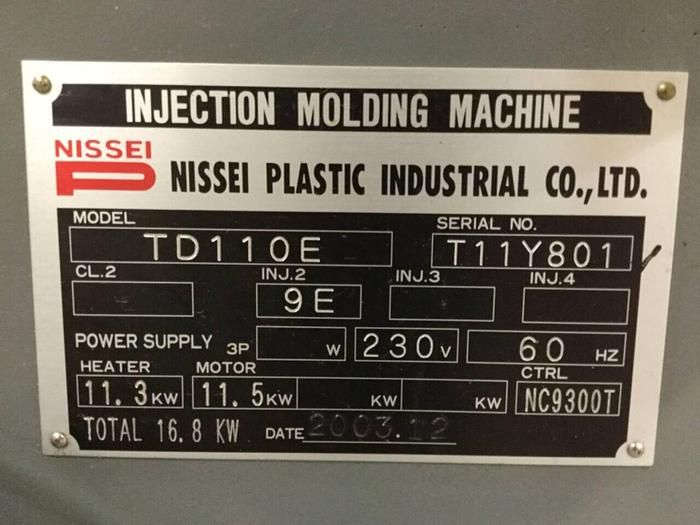 INJECTION MOLDING MACHINE
NISSEI
NISSEI PLASTIC INDUSTRIAL CO.,LTD.
MODEL SERIAL NO.
TD110E T11Y801
CL.2 INJ.2 INJ.3 INJ.4
9E
POWER SUPPLY 3P W 230V 60 HZ
HEATER MOTOR CTRL
11.3KW 11.5KW KW KW NC9300T
TOTAL 16.8 KW DATE 2003.12